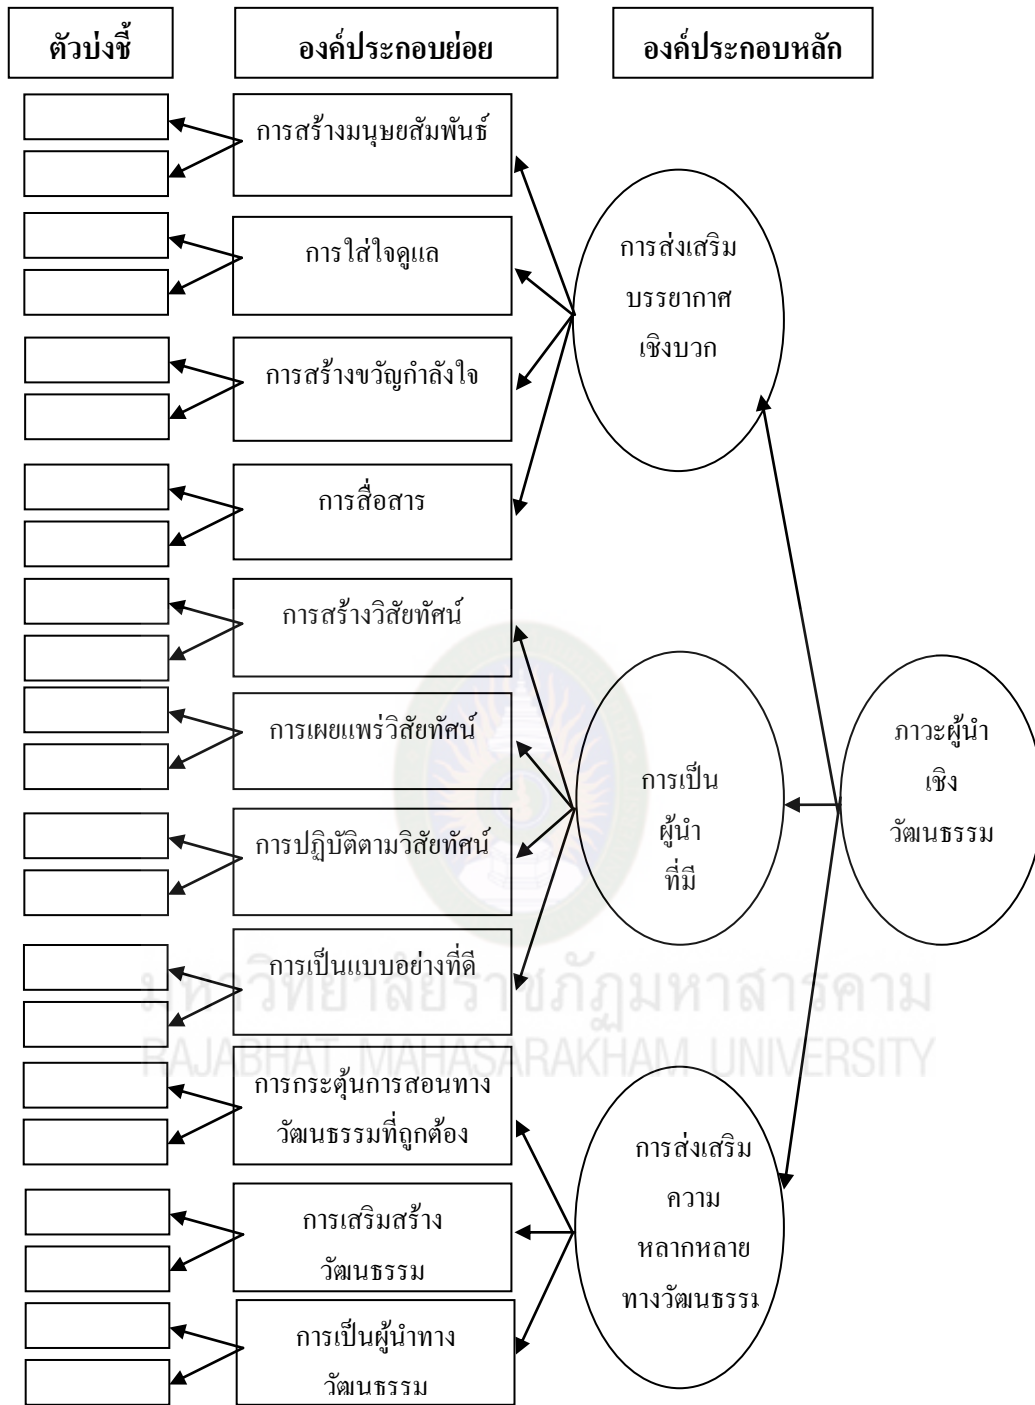 ตัวบ่งชี้
องค์ประกอบย่อย
องค์ประกอบหลัก
การสร้างมนุษยสัมพันธ์
การใส่ใจดูแล
การสร้างขวัญกำลังใจ
การสื่อสาร
การสร้างวิสัยทัศน์
การเผยแพร่วิสัยทัศน์
การปฏิบัติตามวิสัยทัศน์
การเป็นแบบอย่างที่ดี
การกระตุ้นการสอนทาง
วัฒนธรรมที่ถูกต้อง
การเสริมสร้าง
วัฒนธรรม
การเป็นผู้นำทาง
วัฒนธรรม
การส่งเสริม
บรรยากาศ
เชิงบวก
การเป็น
ผู้นำ
ที่มี
การส่งเสริม
ความ
หลากหลาย
ทางวัฒนธรรม
ภาวะผู้นำ
เชิง
วัฒนธรรม
มหาวิทยาลัยราชภัฏมหาสารคาม
RAJABHAT MAHASARAKHAM UNIVERSITY